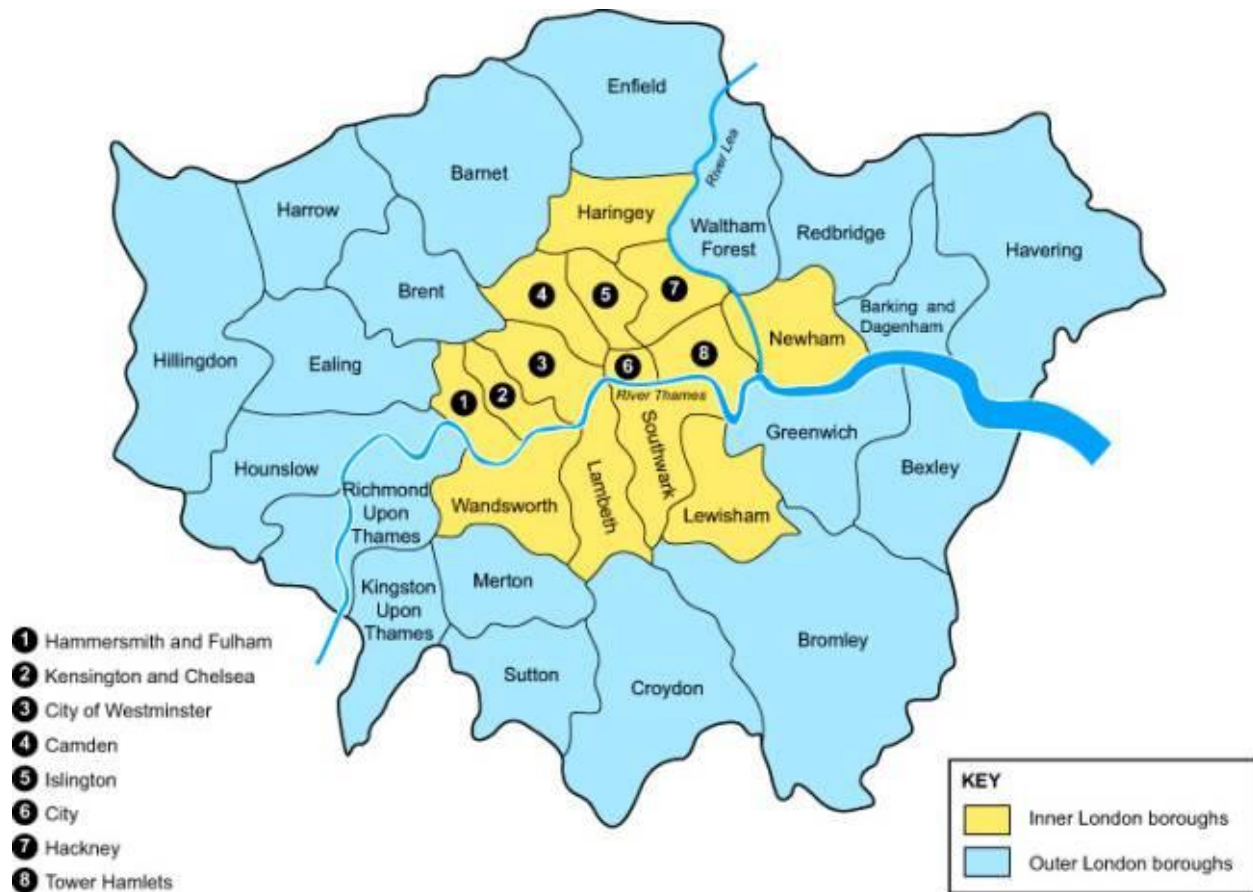 Enfield
Barnet
River Lea
Haringey
Harrow
Waltham
Forest
Redbridge
Havering
Brent
4
5
7
Barking and
Dagenham
Newham
Hillingdon
Ealing
3
6
8
1
2
River Thames
Southwark
Greenwich
Hounslow
Bexley
Richmond
Upon
Thames
Wandsworth
Lambeth
Lewisham
Merton
Kingston
Upon
Thames
Bromley
Sutton
Croydon
1 Hammersmith and Fulham
2 Kensington and Chelsea
3 City of Westminster
4 Camden
5 Islington
6 City
7 Hackney
8 Tower Hamlets
KEY
Inner London boroughs
Outer London boroughs